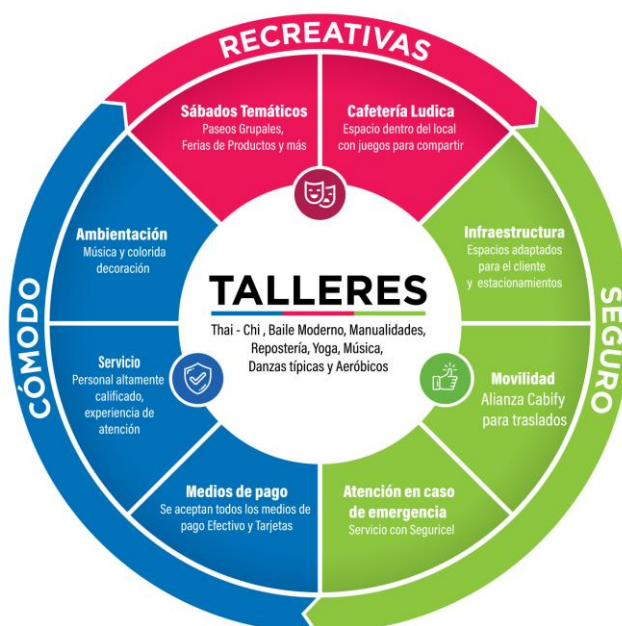 RECREATIVAS
Sábados Temáticos
Paseos Grupales,
Ferias de Productos y más
Cafetería Ludica
Espacio dentro del local
con juegos para compartir
SEGURO
Infraestructura
Espacios adaptados
para el cliente
y estacionamientos
Movilidad
Alianza Cabify
para traslados
Atención en caso
de emergencia
Servicio con Seguricel
CÓMODO
Ambientación
Música y colorida
decoración
Servicio
Personal altamente
calificado,
experiencia de
atención
Medios de pago
Se aceptan todos los medios de
pago Efectivo y Tarjetas
TALLERES
Thai - Chi , Baile Moderno, Manualidades,
Repostería, Yoga, Música,
Danzas típicas y Aeróbicos